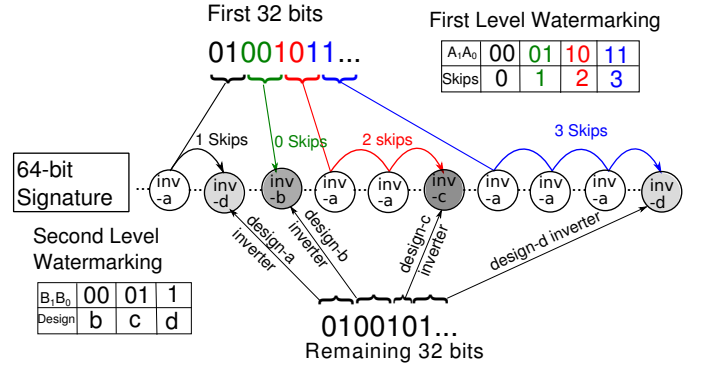 First 32 bits
01001011...
First Level Watermarking
A1A0 00 01 10 11
Skips 0 1 2 3
1 Skips
0 Skips
2 skips
3 Skips
64-bit
Signature
inv
-a
inv
-d
inv
-b
inv
-a
inv
-a
inv
-c
inv
-a
inv
-a
inv
-a
inv
-d
design-a
inverter
design-b
inverter
design-c
inverter
design-d inverter
Second Level
Watermarking
B1B0 00 01 1
Design b c d
0100101...
Remaining 32 bits